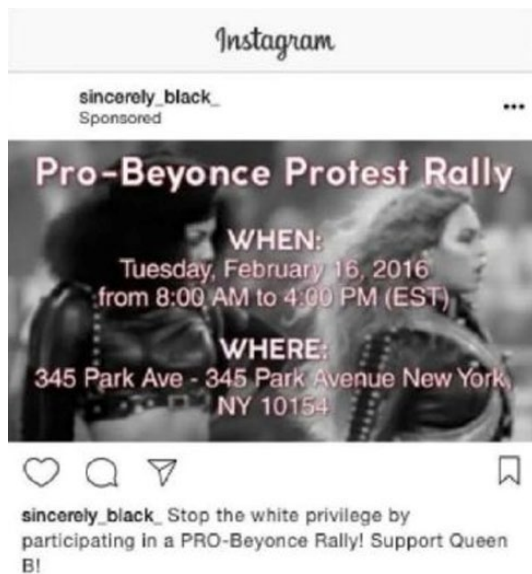 Instagram
sincerely_black_
Sponsored
Pro-Beyonce Protest Rally
WHEN:
Tuesday, February 16, 2016
from 8:00 AM to 4:00 PM (EST)
WHERE:
345 Park Ave - 345 Park Avenue New York,
NY 10154
sincerely_black_ Stop the white privilege by
participating in a PRO-Beyonce Rally! Support Queen
B!